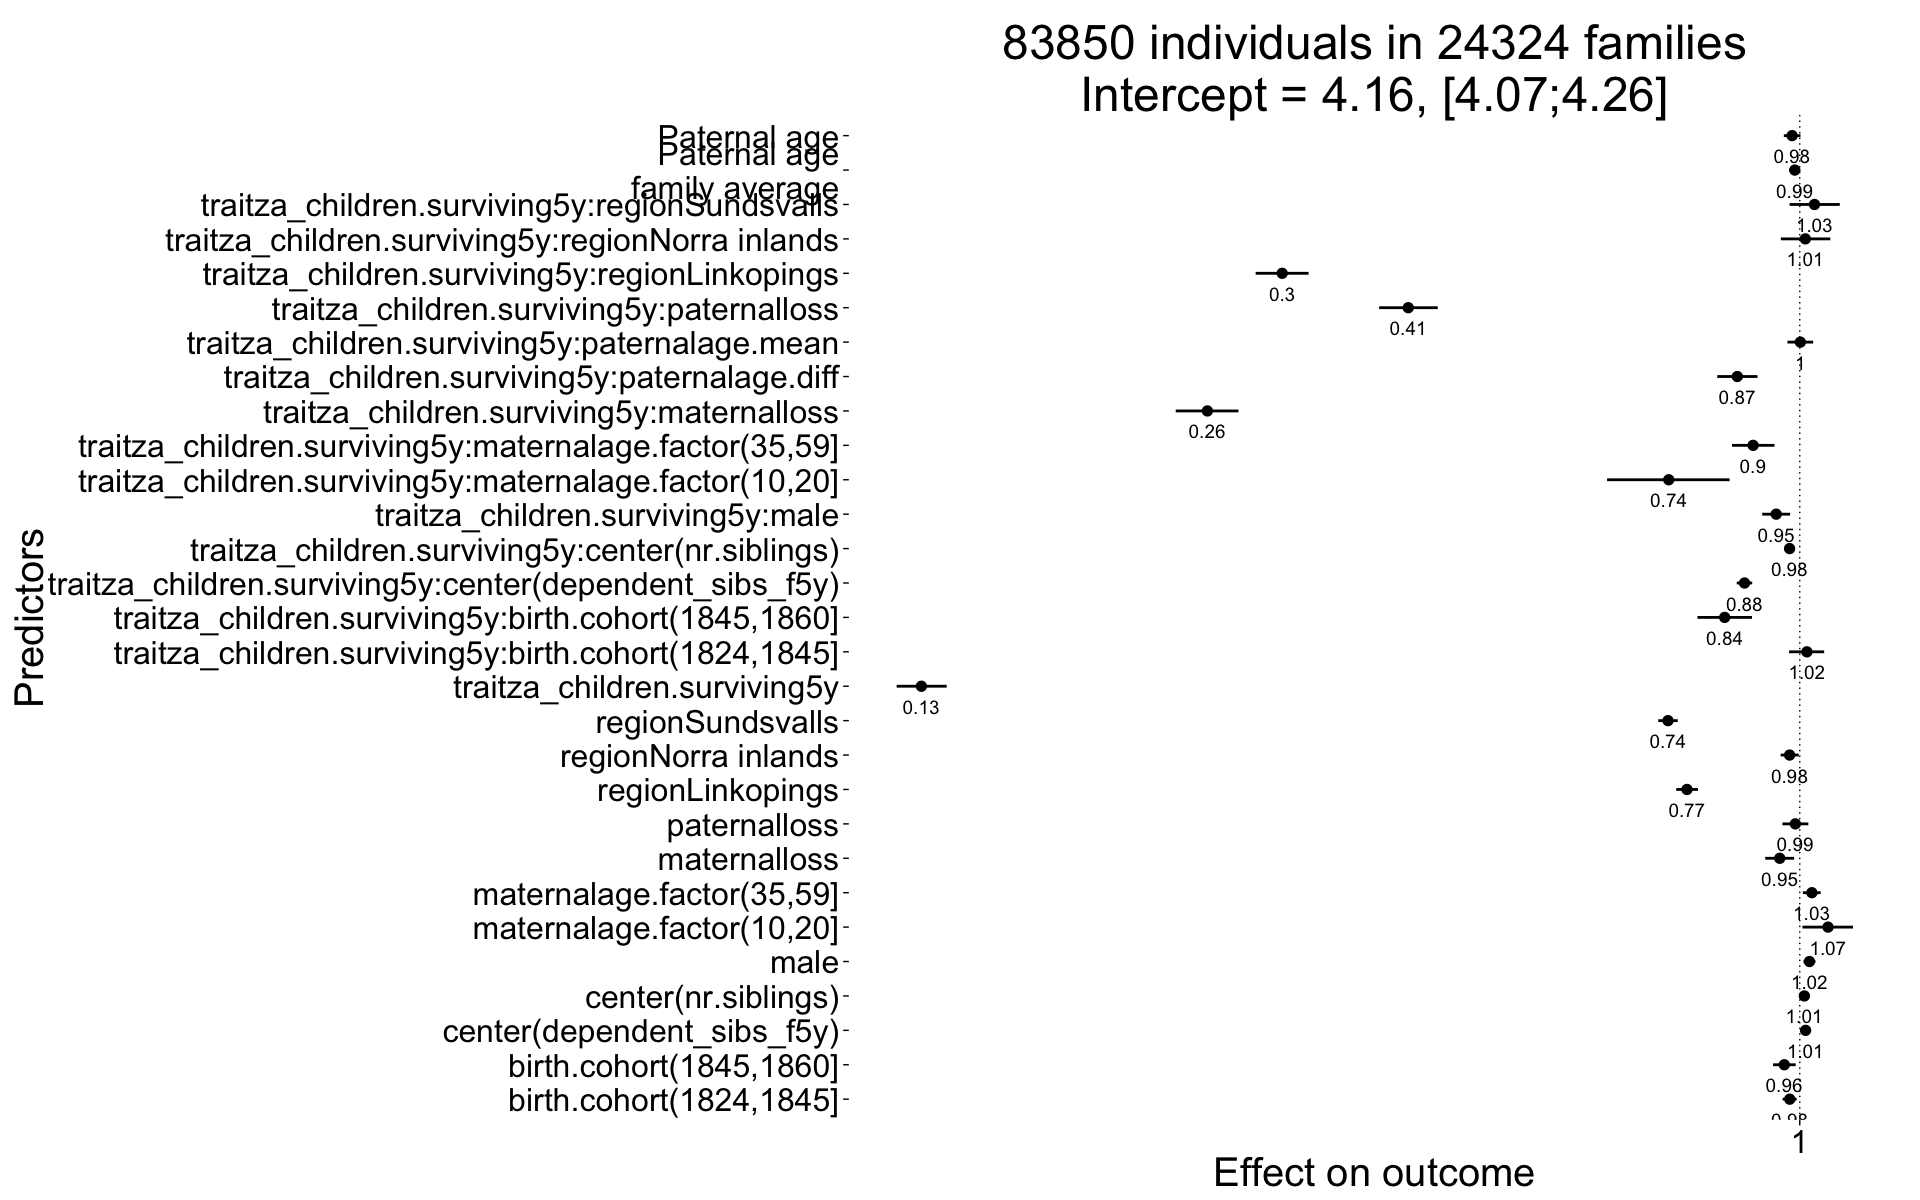 83850 individuals in 24324 families
Intercept = 4.16, [4.07;4.26]
Predictors
Paternal age
0.98
Paternal age
family average
0.99
traitza_children.surviving5y:regionSundsvalls
1.03
traitza_children.surviving5y:regionNorra inlands
1.01
traitza_children.surviving5y:regionLinkopings
0.3
traitza_children.surviving5y:paternalloss
0.41
traitza_children.surviving5y:paternalage.mean
1
traitza_children.surviving5y:paternalage.diff
0.87
traitza_children.surviving5y:maternalloss
0.26
traitza_children.surviving5y:maternalage.factor(35,59]
0.9
traitza_children.surviving5y:maternalage.factor(10,20]
0.74
traitza_children.surviving5y:male
0.95
traitza_children.surviving5y:center(nr.siblings)
0.98
traitza_children.surviving5y:center(dependent_sibs_f5y)
0.88
traitza_children.surviving5y:birth.cohort(1845,1860]
0.84
traitza_children.surviving5y:birth.cohort(1824,1845]
1.02
traitza_children.surviving5y
0.13
regionSundsvalls
0.74
regionNorra inlands
0.98
regionLinkopings
0.77
paternalloss
0.99
maternalloss
0.95
maternalage.factor(35,59]
1.03
maternalage.factor(10,20]
1.07
male
1.02
center(nr.siblings)
1.01
center(dependent_sibs_f5y)
1.01
birth.cohort(1845,1860]
0.96
birth.cohort(1824,1845]
1
Effect on outcome